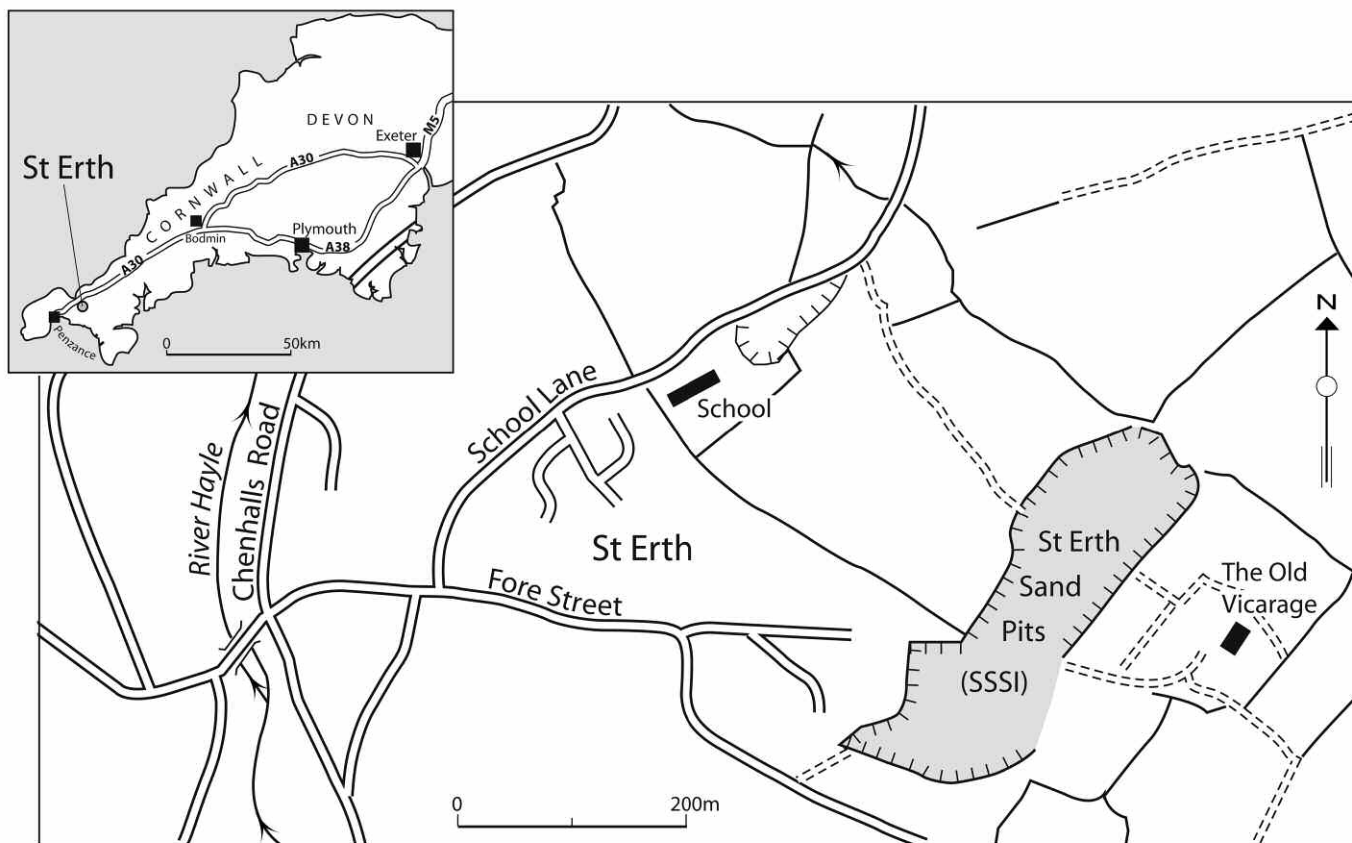 DEVON
Exeter
M5
A30
St Erth
CORNWALL
Bodmin
Plymouth
A38
A30
Penzance
0 50km
N
School Lane
School
River Hayle
Chenhalls Road
St Erth
Fore Street
St Erth
Sand
Pits
(SSSI)
The Old
Vicarage
0 200m